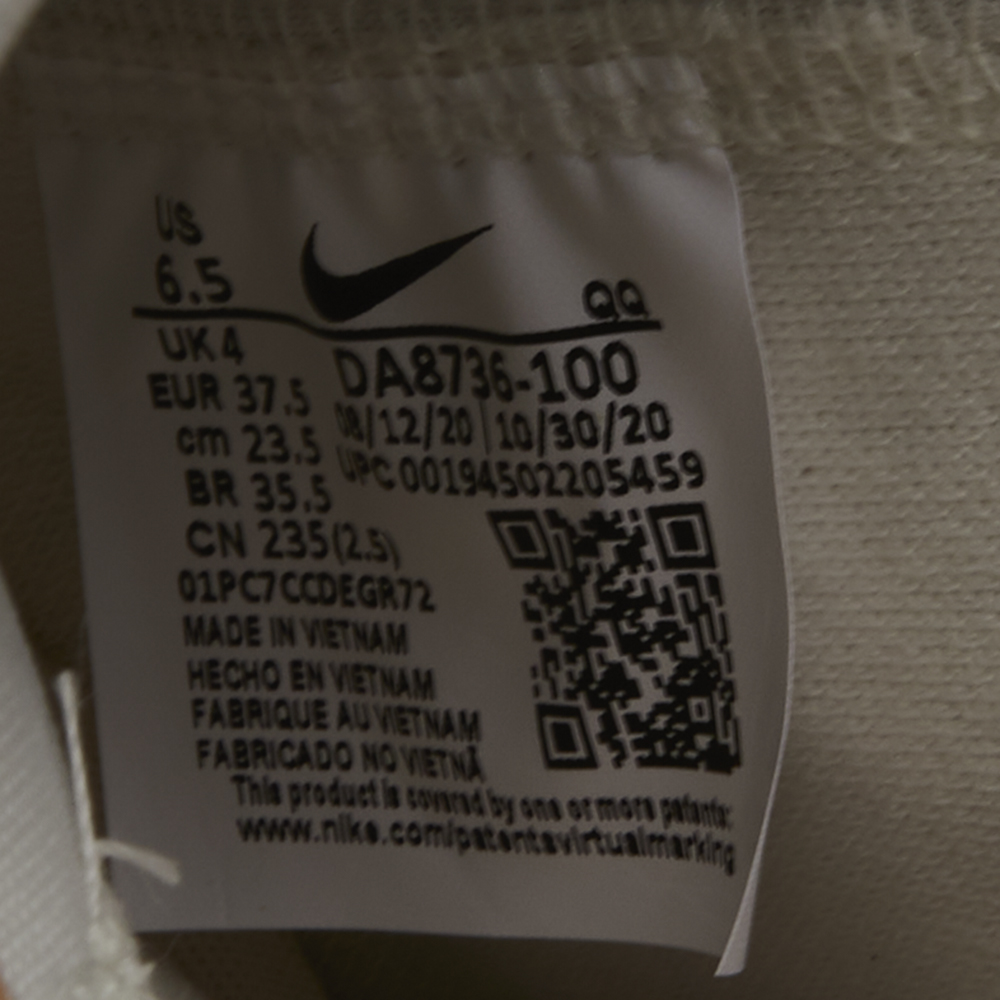 US
6.5
QQ
UK 4
EUR 37.5
cm 23.5
BR 35.5
CN 235(2.5)
DA8736-100
08/12/20 | 10/30/20
UPC 00194502205459
01PC7CCDEGR72
MADE IN VIETNAM
HECHO EN VIETNAM
FABRIQUE AU VIETNAM
FABRICADO NO VIETNÃ
This product is covered by one or more patents:
www.nike.com/patentsvirtualmarking